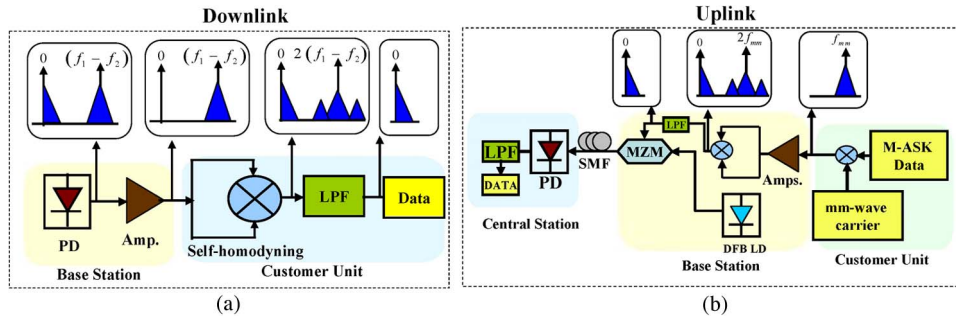 Downlink
0 (f₁ − f₂)
0 (f₁ − f₂)
0 2(f₁ − f₂)
0
PD
Amp.
Base Station
Self-homodyning
LPF
Data
Customer Unit
(a)
Uplink
0
0 2fₘₘ
fₘₘ
LPF
DATA
PD
Central Station
SMF
MZM
LPF
Amps.
DFB LD
Base Station
M-ASK
Data
mm-wave
carrier
Customer Unit
(b)